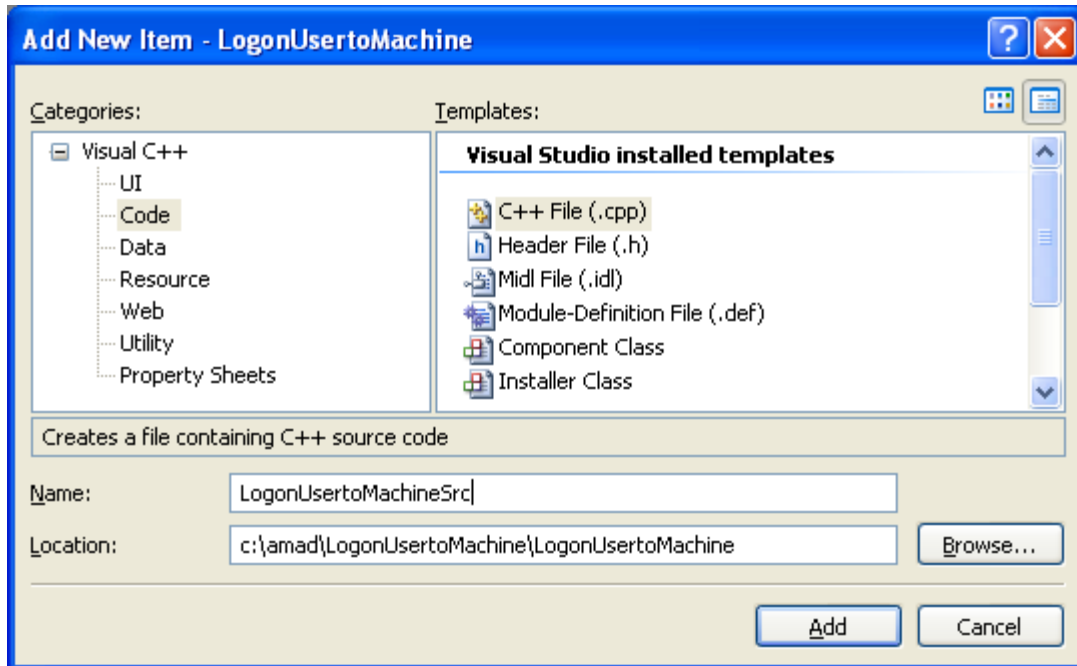 Add New Item - LogonUsertoMachine
Categories:
Templates:
Visual C++
UI
Code
Data
Resource
Web
Utility
Property Sheets
Visual Studio installed templates
C++ File (.cpp)
Header File (.h)
Midl File (.idl)
Module-Definition File (.def)
Component Class
Installer Class
Creates a file containing C++ source code
Name:
LogonUsertoMachineSrc
Location:
c:\amad\LogonUsertoMachine\LogonUsertoMachine
Browse...
Add
Cancel